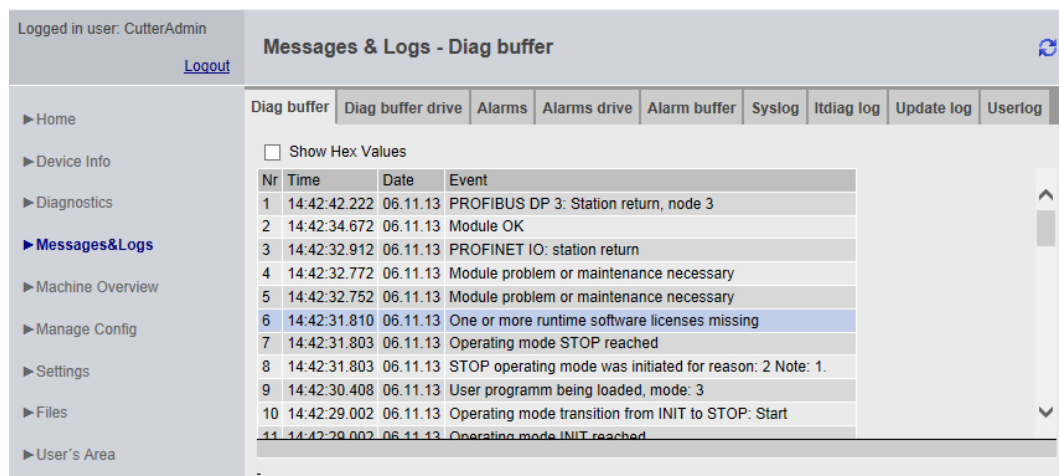 Logged in user: CutterAdmin
Logout
Messages & Logs - Diag buffer
►Home
►Device Info
►Diagnostics
►Messages&Logs
►Machine Overview
►Manage Config
►Settings
►Files
►User´s Area
Diag buffer Diag buffer drive Alarms Alarms drive Alarm buffer Syslog Itdiag log Update log Userlog
Show Hex Values
Nr Time Date Event
1 14:42:42.222 06.11.13 PROFIBUS DP 3: Station return, node 3
2 14:42:34.672 06.11.13 Module OK
3 14:42:32.912 06.11.13 PROFINET IO: station return
4 14:42:32.772 06.11.13 Module problem or maintenance necessary
5 14:42:32.752 06.11.13 Module problem or maintenance necessary
6 14:42:31.810 06.11.13 One or more runtime software licenses missing
7 14:42:31.803 06.11.13 Operating mode STOP reached
8 14:42:31.803 06.11.13 STOP operating mode was initiated for reason: 2 Note: 1.
9 14:42:30.408 06.11.13 User programm being loaded, mode: 3
10 14:42:29.002 06.11.13 Operating mode transition from INIT to STOP: Start
11 14:42:29.002 06.11.13 Operating mode INIT reached